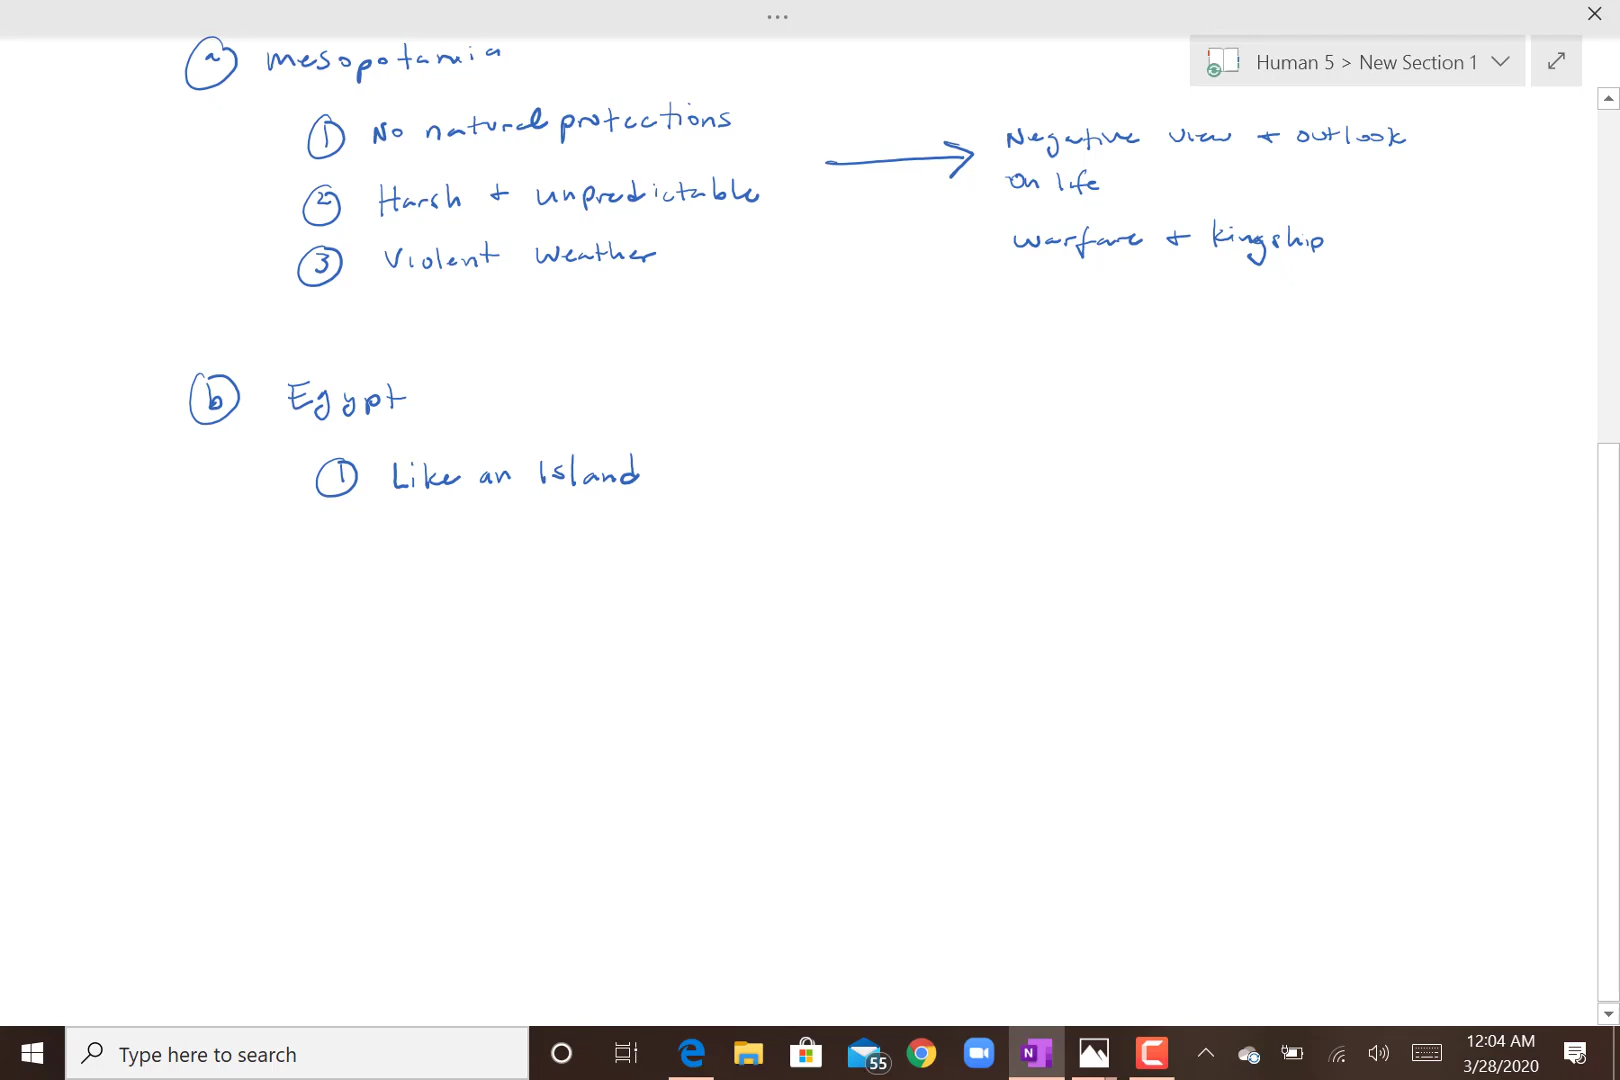 ...
Human 5 > New Section 1
a mesopotamia
1 No natural protections
2 Harsh + unpredictable
3 Violent weather
Negative view + outlook
on life
warfare + kingship
b Egypt
1 Like an Island
Type here to search
55
12:04 AM
3/28/2020